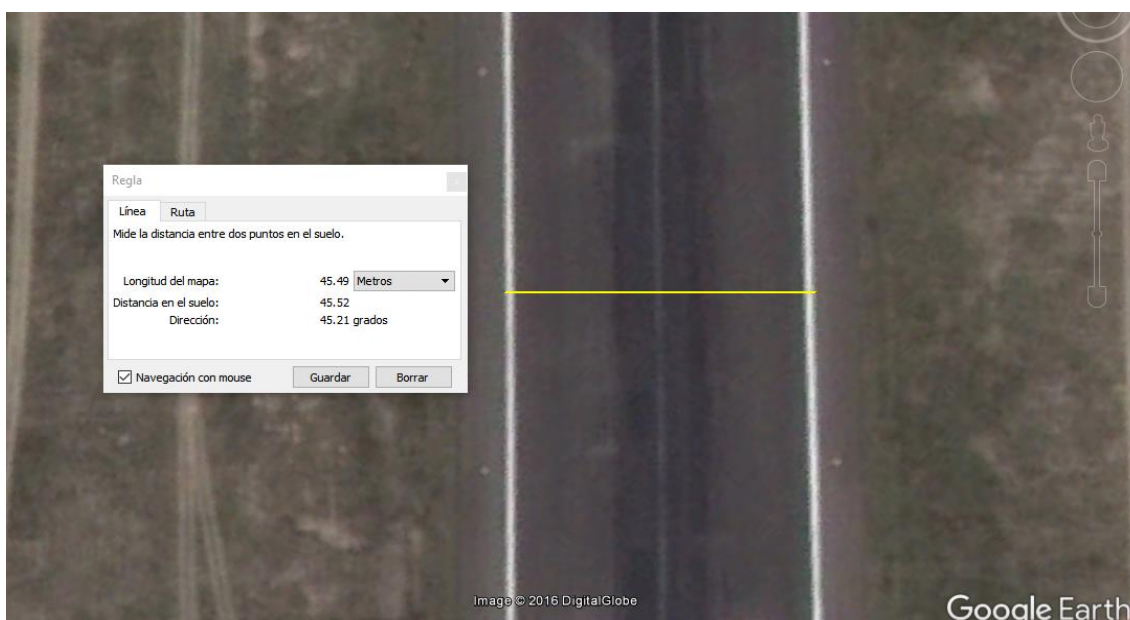 Regla
Línea Ruta
Mide la distancia entre dos puntos en el suelo.
Longitud del mapa: 45.49 Metros
Distancia en el suelo: 45.52
Dirección: 45.21 grados
Navegación con mouse Guardar Borrar
Image © 2016 DigitalGlobe
Google Earth